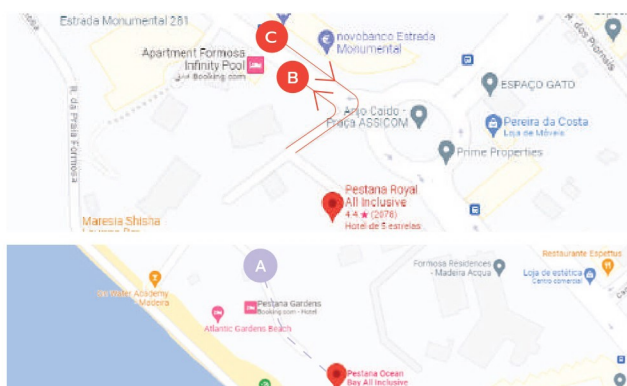 Estrada Monumental 281
C
novobanco Estrada
Monumental
Apartment Formosa
Infinity Pool
Booking.com
B
R. dos Piornais
ESPAÇO GATO
R. da Praia Formosa
Anjo Caído -
Praça ASSICOM
Pereira da Costa
Loja de Móveis
Prime Properties
Pestana Royal
All Inclusive
4.4 ★ (2078)
Hotel de 5 estrelas
Maresia Shisha
A
Restaurante Espettus
Formosa Residences
- Madeira Acqua
Loja de estética
Centro comercial
- Madeira
Pestana Gardens
Booking.com - Hotel
Atlantic Gardens Beach
Pestana Ocean
Bay All Inclusive